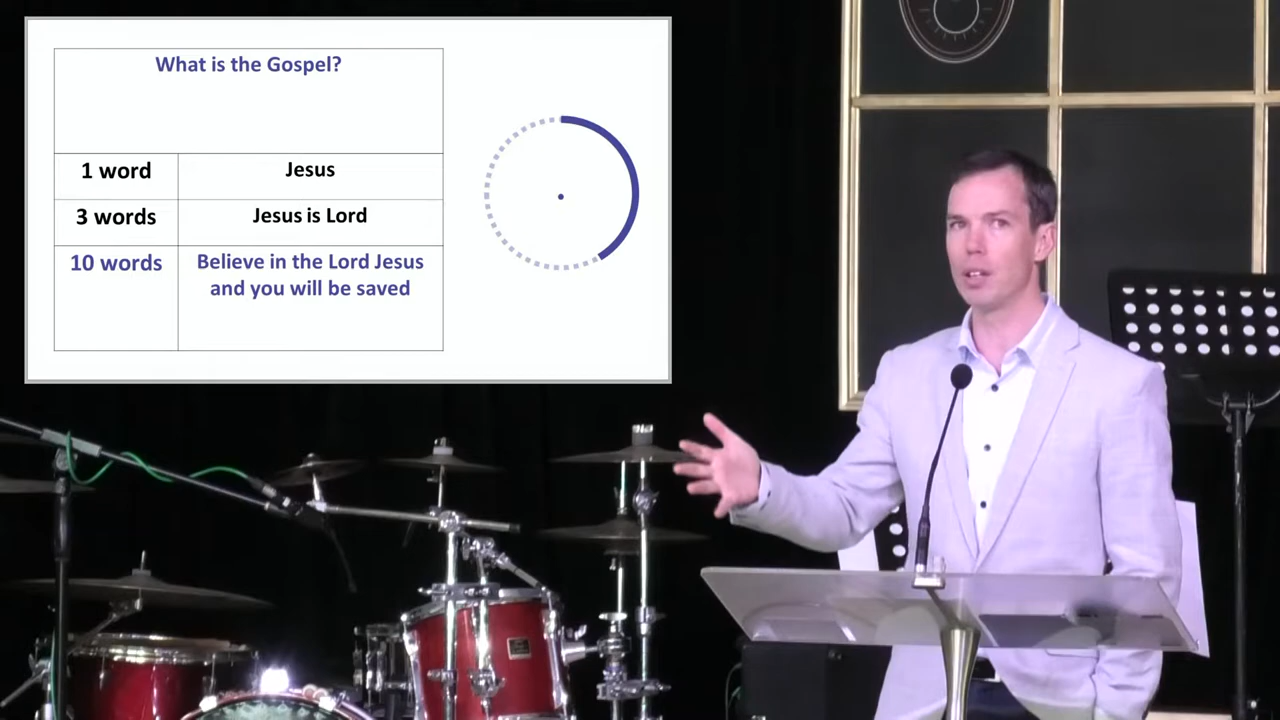 What is the Gospel?
1 word Jesus
3 words Jesus is Lord
10 words Believe in the Lord Jesus
and you will be saved